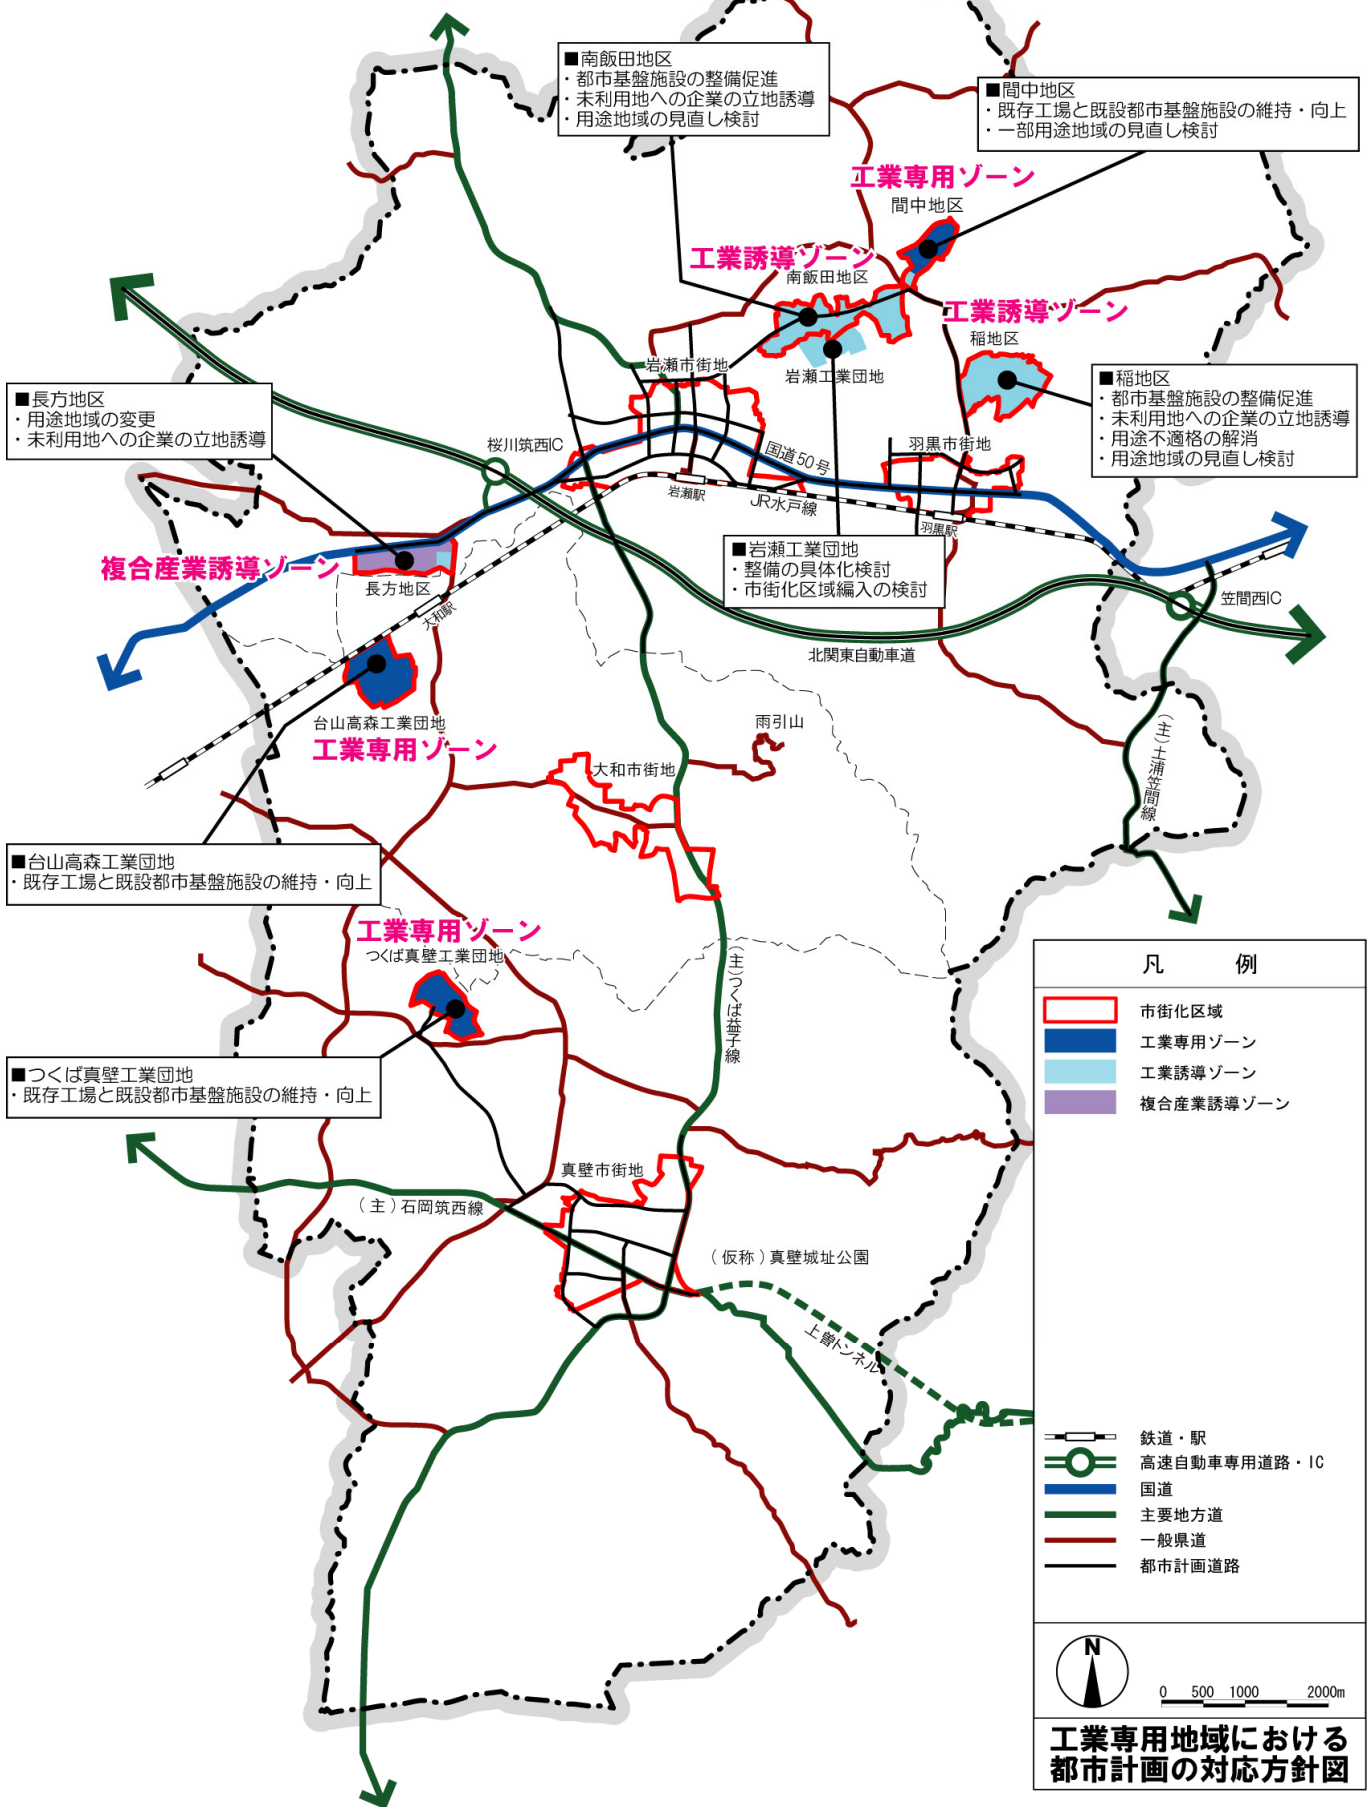 ■南飯田地区
・都市基盤施設の整備促進
・未利用地への企業の立地誘導
・用途地域の見直し検討
■間中地区
・既存工場と既設都市基盤施設の維持・向上
・一部用途地域の見直し検討
工業専用ゾーン
間中地区
工業誘導ゾーン
南飯田地区
工業誘導ゾーン
稲地区
岩瀬市街地
岩瀬工業団地
■稲地区
・都市基盤施設の整備促進
・未利用地への企業の立地誘導
・用途不適格の解消
・用途地域の見直し検討
■長方地区
・用途地域の変更
・未利用地への企業の立地誘導
桜川筑西IC
国道50号
羽黒市街地
岩瀬駅
JR水戸線
羽黒駅
■岩瀬工業団地
・整備の具体化検討
・市街化区域編入の検討
複合産業誘導ゾーン
長方地区
大和駅
笠間西IC
北関東自動車道
台山高森工業団地
工業専用ゾーン
雨引山
(主)土浦笠間線
大和市街地
■台山高森工業団地
・既存工場と既設都市基盤施設の維持・向上
工業専用ゾーン
つくば真壁工業団地
(主)つくば益子線
■つくば真壁工業団地
・既存工場と既設都市基盤施設の維持・向上
真壁市街地
(主)石岡筑西線
(仮称)真壁城址公園
上曽トンネル
凡　例
市街化区域
工業専用ゾーン
工業誘導ゾーン
複合産業誘導ゾーン
鉄道・駅
高速自動車専用道路・IC
国道
主要地方道
一般県道
都市計画道路
N
0 500 1000 2000m
工業専用地域における
都市計画の対応方針図